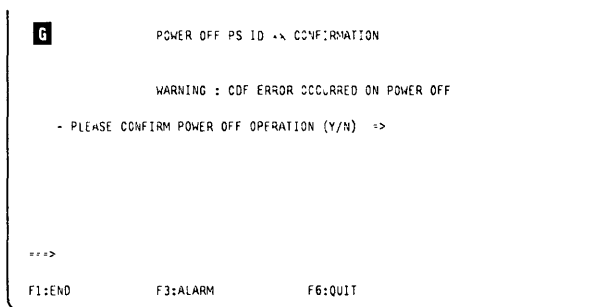 G
POWER OFF PS ID CONFIRMATION
WARNING : CDF ERROR OCCURRED ON POWER OFF
- PLEASE CONFIRM POWER OFF OPERATION (Y/N) =>
===>
F1:END F3:ALARM F6:QUIT